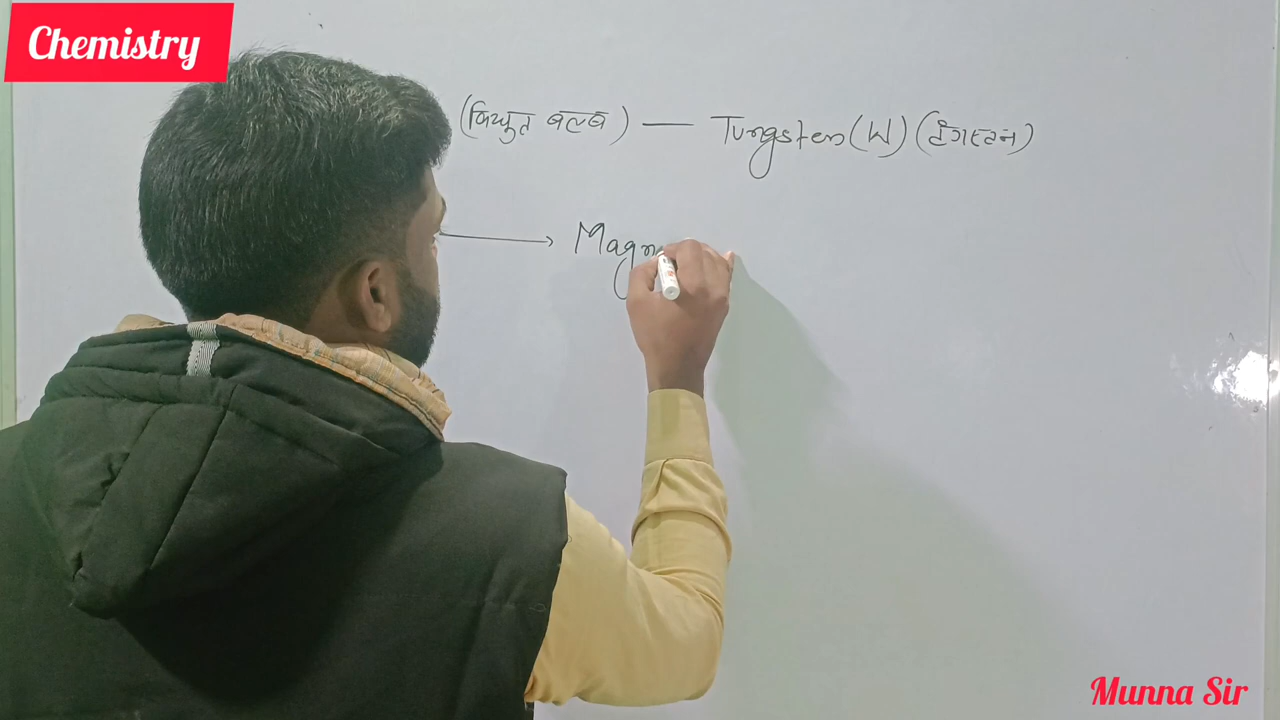 Chemistry
(विद्युत बल्ब) — Tungsten (W) (टंगस्टन)
→ Magn
Munna Sir